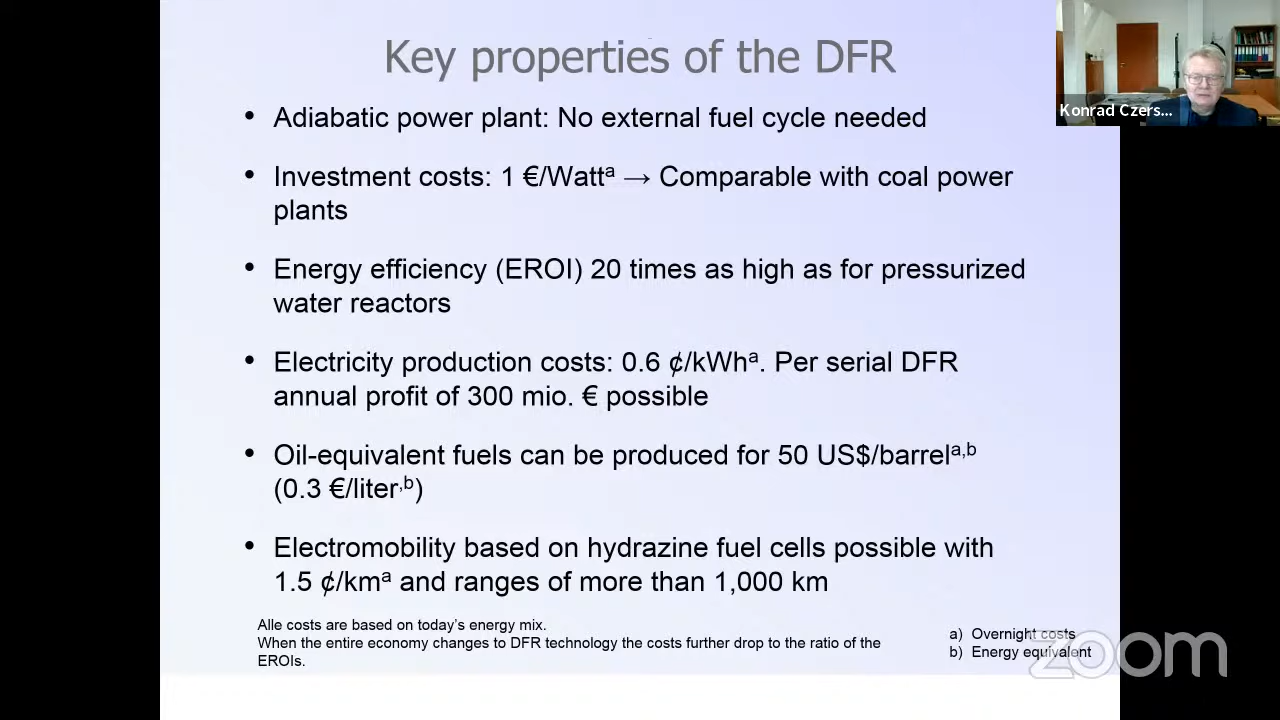 Key properties of the DFR
Konrad Czers...
• Adiabatic power plant: No external fuel cycle needed
• Investment costs: 1 €/Wattᵃ → Comparable with coal power
plants
• Energy efficiency (EROI) 20 times as high as for pressurized
water reactors
• Electricity production costs: 0.6 ¢/kWhᵃ. Per serial DFR
annual profit of 300 mio. € possible
• Oil-equivalent fuels can be produced for 50 US$/barrelᵃ,ᵇ
(0.3 €/liter,ᵇ)
• Electromobility based on hydrazine fuel cells possible with
1.5 ¢/kmᵃ and ranges of more than 1,000 km
Alle costs are based on today's energy mix.
When the entire economy changes to DFR technology the costs further drop to the ratio of the
EROIs.
a) Overnight costs
b) Energy equivalent
zoom